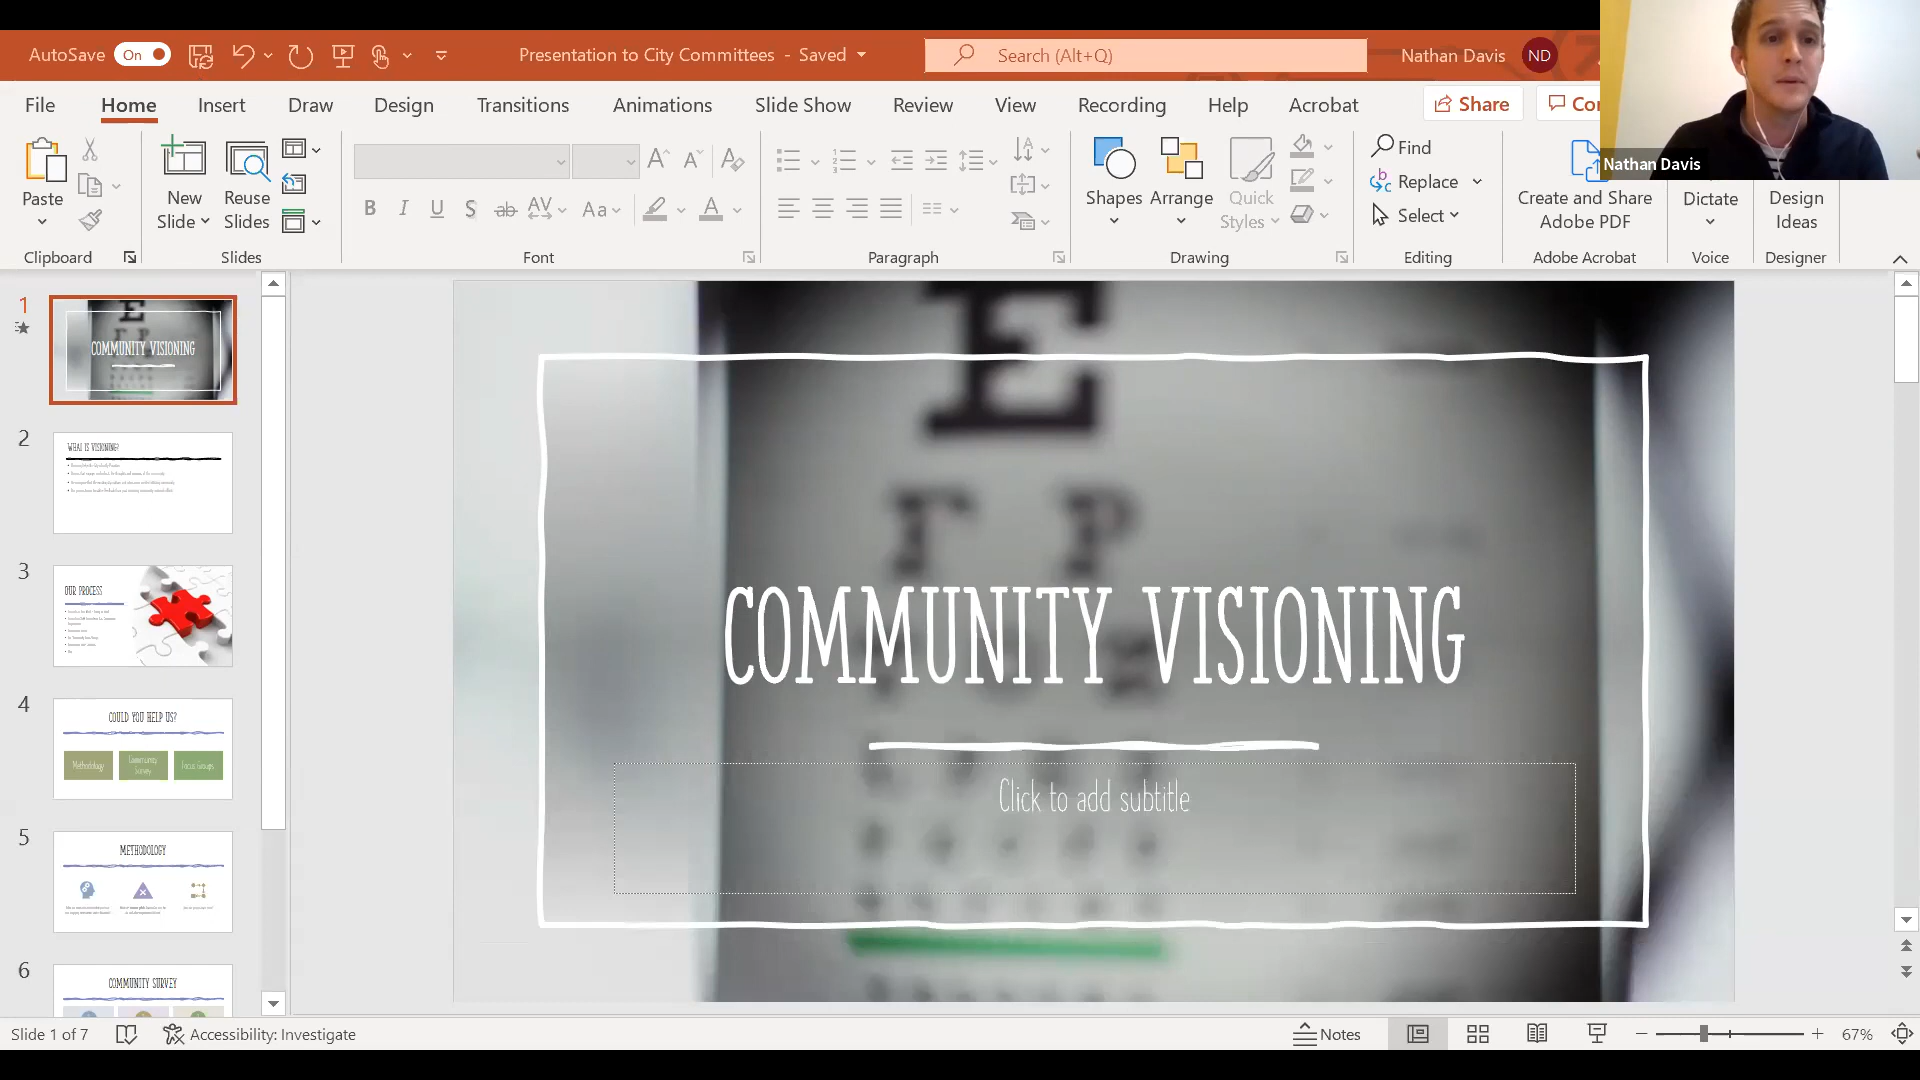 AutoSave On Presentation to City Committees - Saved Search (Alt+Q) Nathan Davis ND
File Home Insert Draw Design Transitions Animations Slide Show Review View Recording Help Acrobat Share
Nathan Davis
Paste
New Slide
Reuse Slides
Shapes
Arrange
Quick Styles
Find
Replace
Select
Create and Share Adobe PDF
Dictate
Design Ideas
Clipboard Slides Font Paragraph Drawing Editing Adobe Acrobat Voice Designer
1
COMMUNITY VISIONING
2
WHAT IS VISIONING?
3
OUR PROCESS
4
COULD YOU HELP US?
Methodology
Community Survey
Focus Groups
5
METHODOLOGY
6
COMMUNITY SURVEY
E
P
COMMUNITY VISIONING
Click to add subtitle
Slide 1 of 7 Accessibility: Investigate Notes 67%